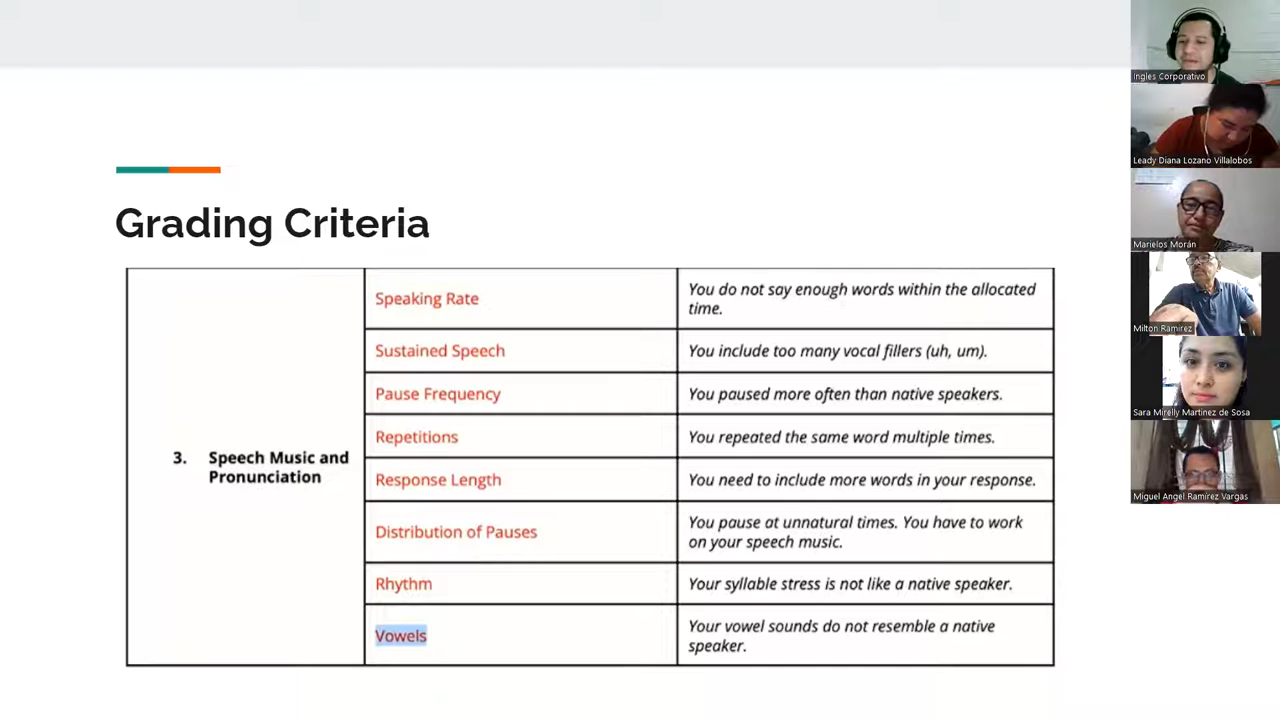 Grading Criteria
3. Speech Music and
Pronunciation
Speaking Rate
You do not say enough words within the allocated
time.
Sustained Speech
You include too many vocal fillers (uh, um).
Pause Frequency
You paused more often than native speakers.
Repetitions
You repeated the same word multiple times.
Response Length
You need to include more words in your response.
Distribution of Pauses
You pause at unnatural times. You have to work
on your speech music.
Rhythm
Your syllable stress is not like a native speaker.
Vowels
Your vowel sounds do not resemble a native
speaker.
Ingles Corporativo
Leady Diana Lozano Villalobos
Marielos Morán
Milton Ramirez
Sara Mirelly Martinez de Sosa
Miguel Angel Ramirez Vargas